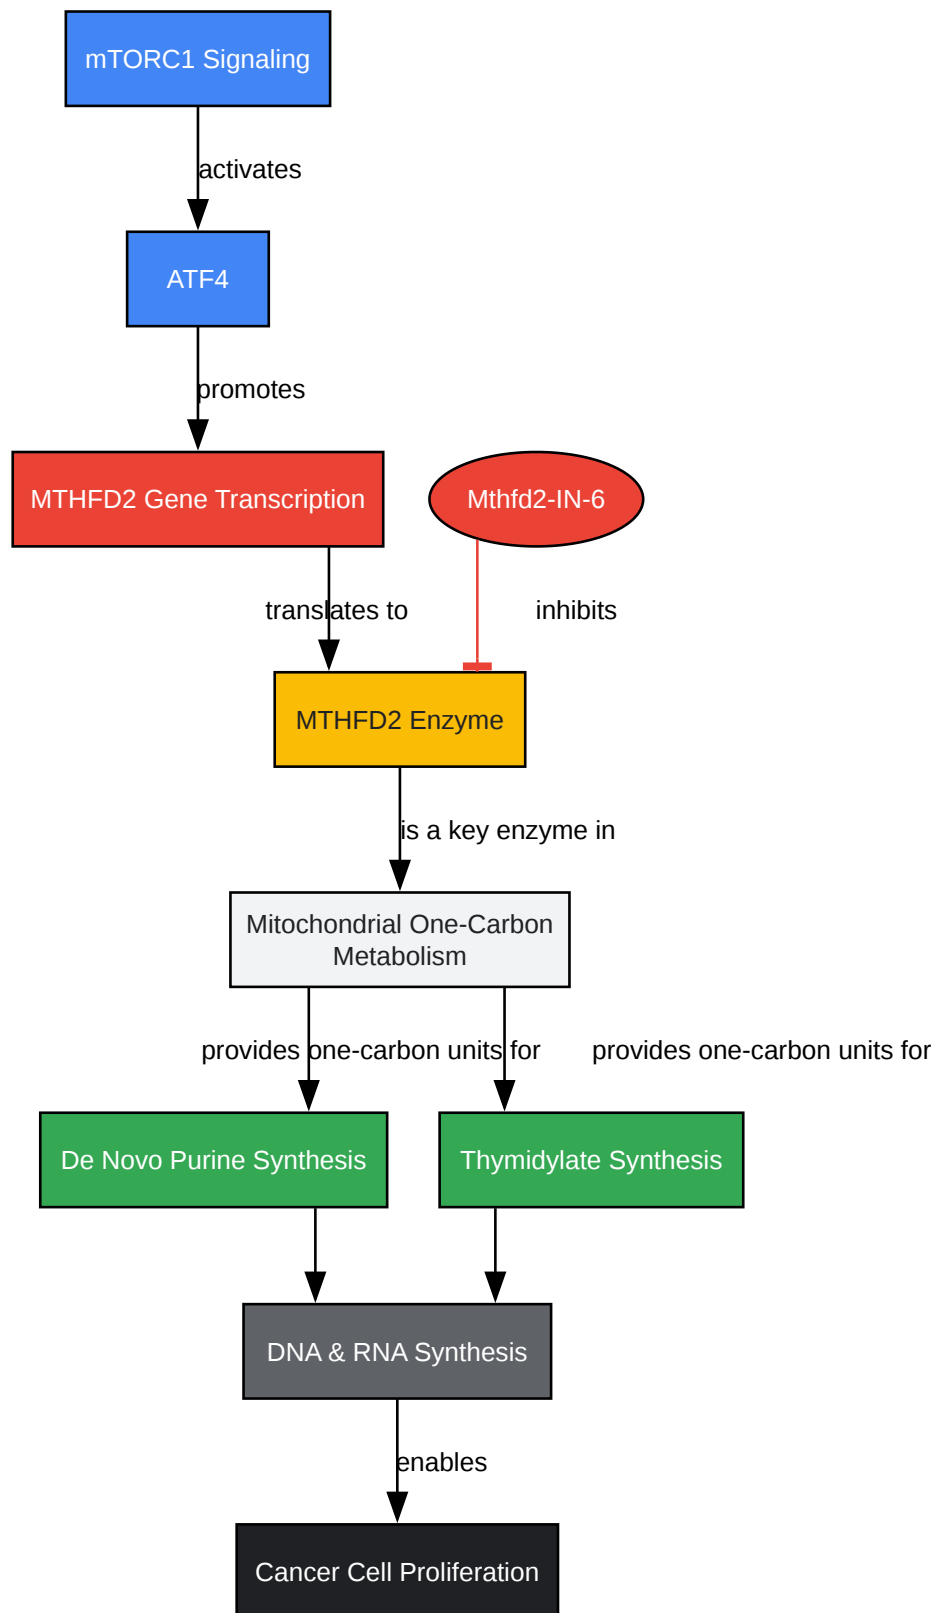 mTORC1 Signaling
activates
ATF4
promotes
MTHFD2 Gene Transcription
Mthfd2-IN-6
translates to
inhibits
MTHFD2 Enzyme
is a key enzyme in
Mitochondrial One-Carbon
Metabolism
provides one-carbon units for
provides one-carbon units for
De Novo Purine Synthesis
Thymidylate Synthesis
DNA & RNA Synthesis
enables
Cancer Cell Proliferation